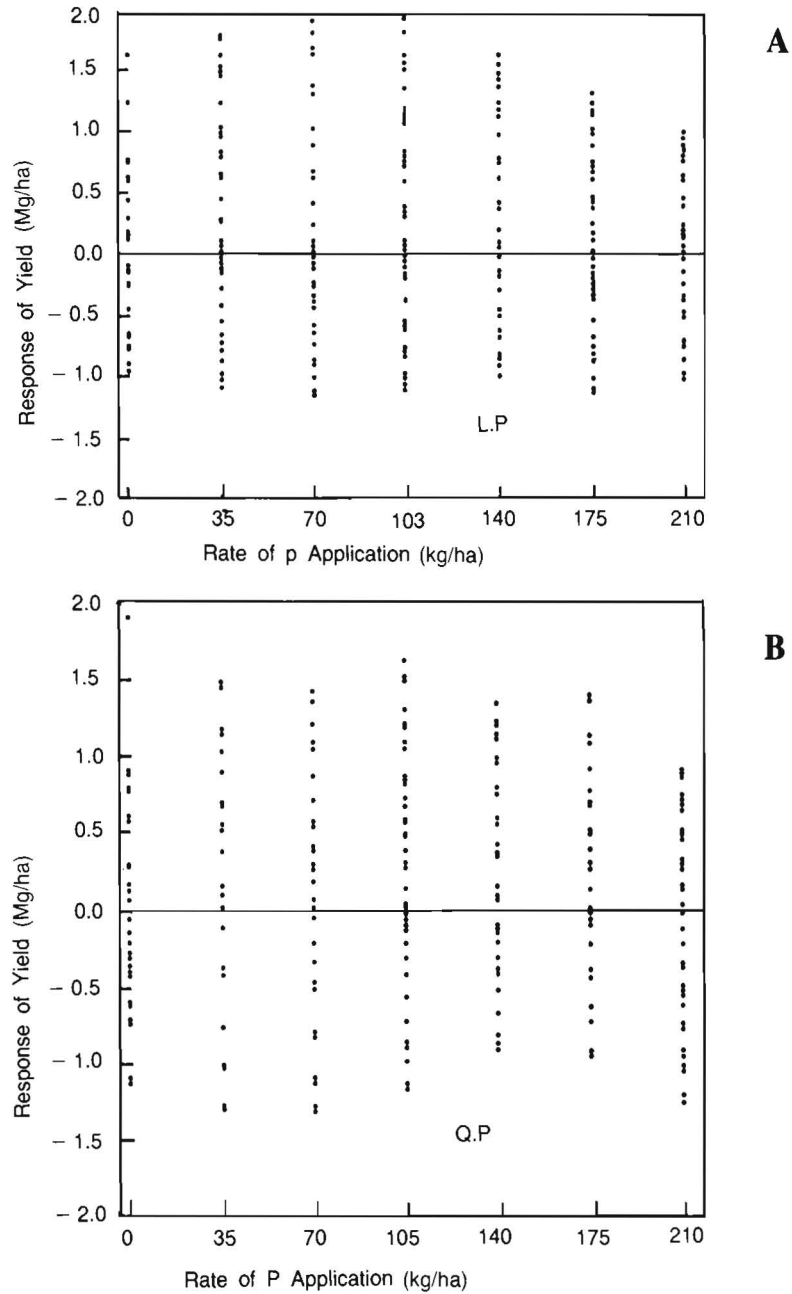 A
Response of Yield (Mg/ha)
2.0
1.5
1.0
0.5
0.0
– 0.5
– 1.0
– 1.5
– 2.0
L.P
0 35 70 103 140 175 210
Rate of p Application (kg/ha)
B
Response of Yield (Mg/ha)
2.0
1.5
1.0
0.5
0.0
– 0.5
– 1.0
– 1.5
– 2.0
Q.P
0 35 70 105 140 175 210
Rate of P Application (kg/ha)